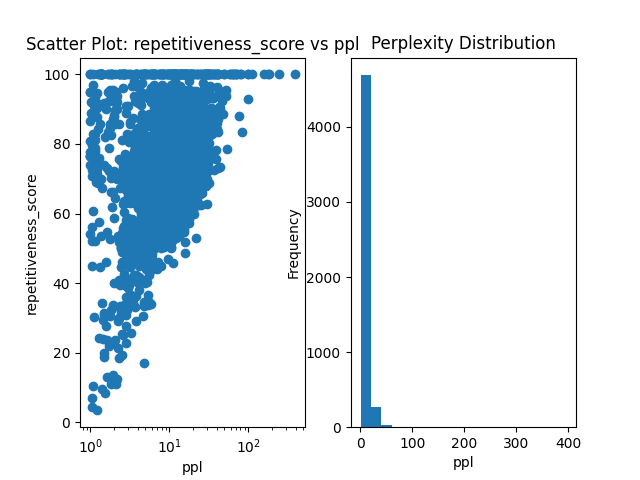 Scatter Plot: repetitiveness_score vs ppl
100
80
60
40
20
0
repetitiveness_score
10^0 10^1 10^2
ppl
Perplexity Distribution
4000
3000
2000
1000
0
Frequency
0 100 200 300 400
ppl